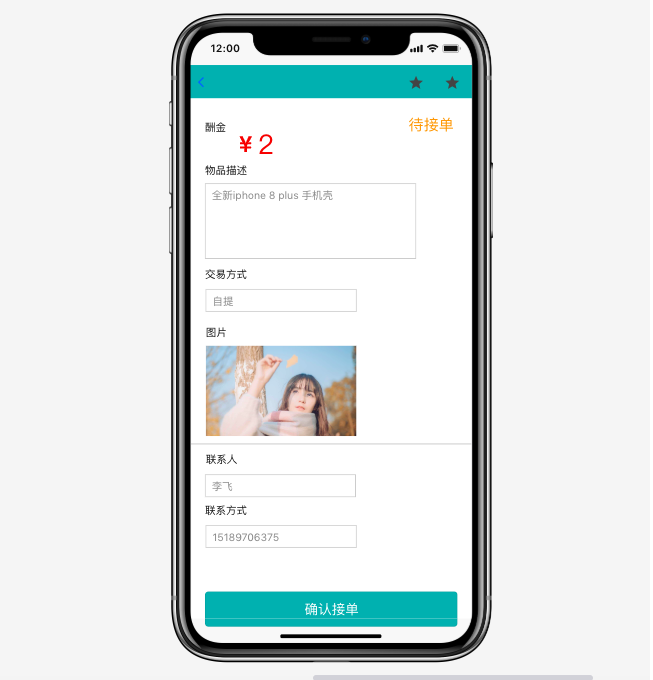 12:00
酬金
待接单
¥ 2
物品描述
全新iphone 8 plus 手机壳
交易方式
自提
图片
联系人
李飞
联系方式
15189706375
确认接单